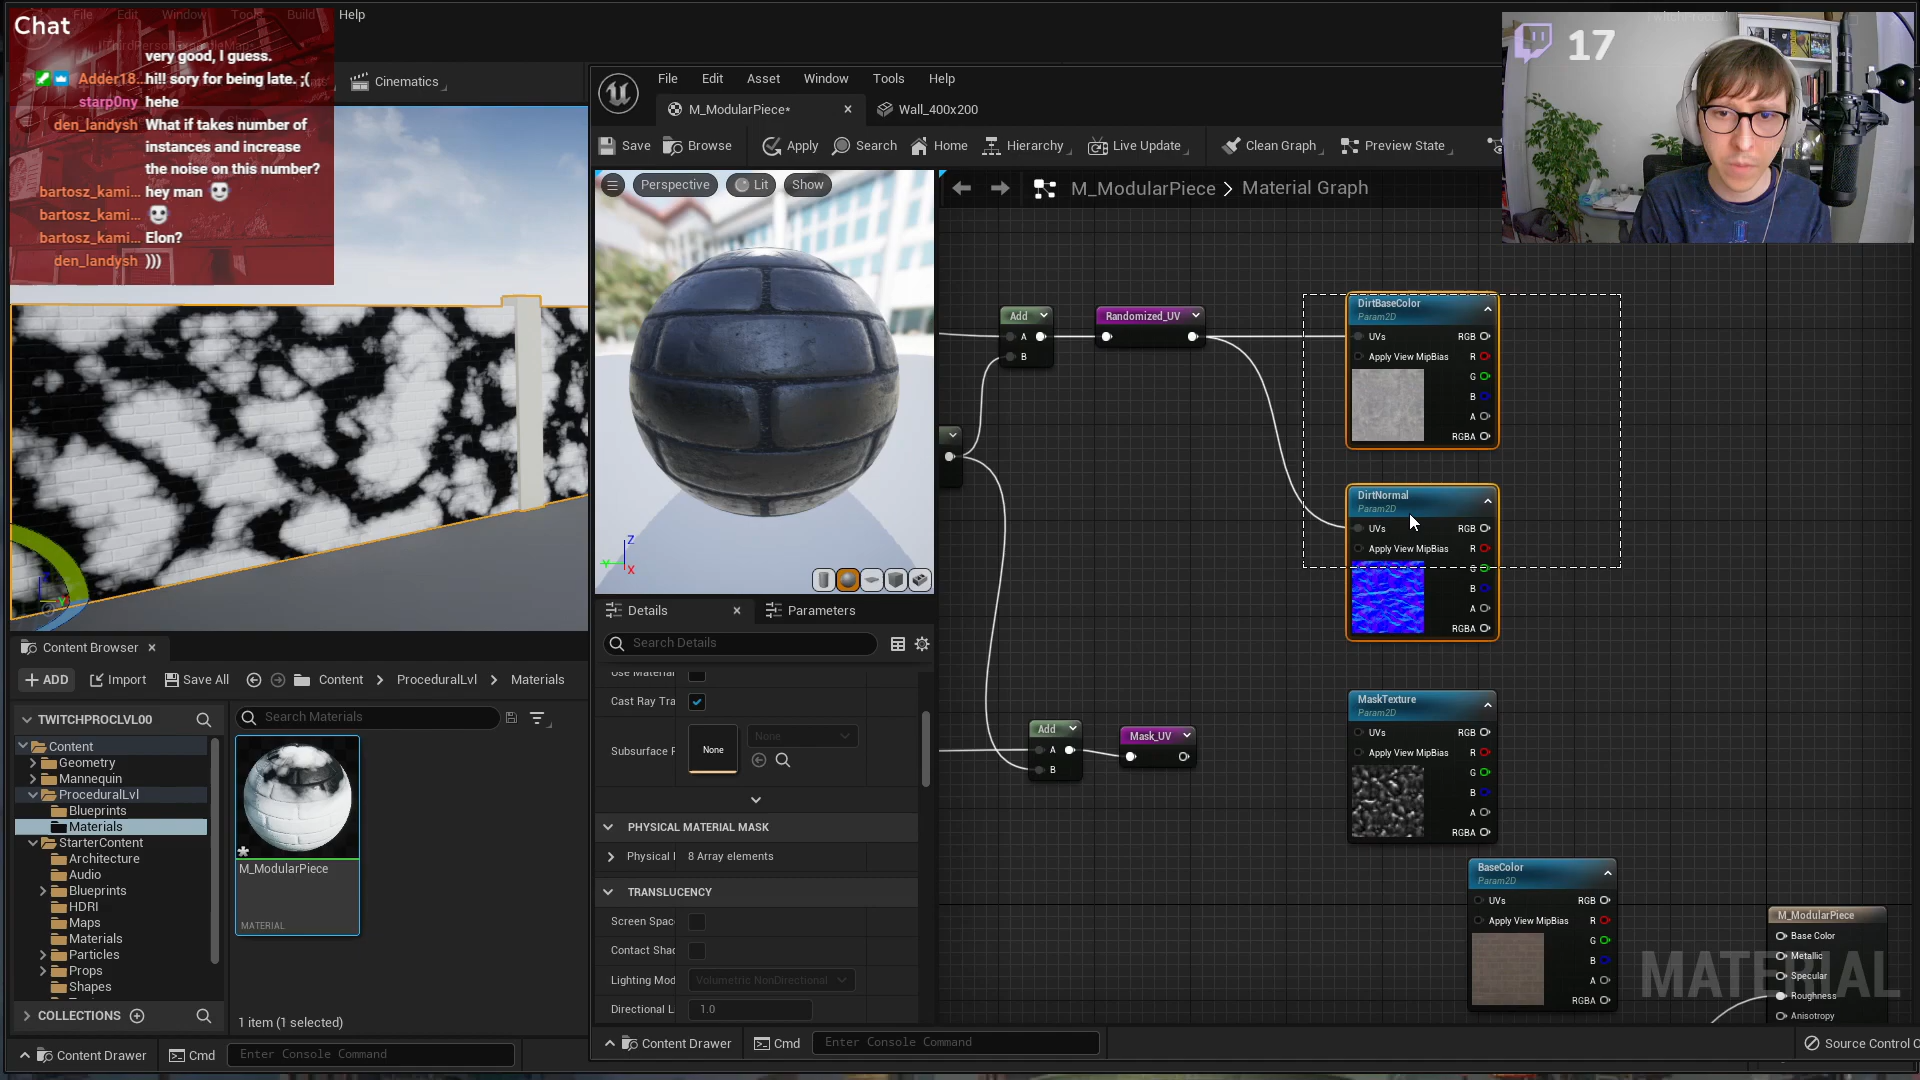 Chat
File
Edit
Window
Tools
Build
Help
very good, I guess.
Adder18... hi!! sory for being late. ;(
starp0ny hehe
den_landysh What if takes number of
instances and increase
the noise on this number?
bartosz_kami... hey man
bartosz_kami...
bartosz_kami... Elon?
den_landysh )))
Cinematics
File
Edit
Asset
Window
Tools
Help
17
M_ModularPiece*
Wall_400x200
Save
Browse
Apply
Search
Home
Hierarchy
Live Update
Clean Graph
Preview State
Perspective
Lit
Show
M_ModularPiece > Material Graph
Add
A
B
Randomized_UV
DirtBaseColor
Param2D
UVs
RGB
Apply View MipBias
R
G
B
A
RGBA
DirtNormal
Param2D
UVs
RGB
Apply View MipBias
R
G
B
A
RGBA
Z
Y
X
Details
Parameters
Search Details
Use Material
Cast Ray Tra
Subsurface P
None
None
PHYSICAL MATERIAL MASK
Physical I
8 Array elements
TRANSLUCENCY
Screen Spac
Contact Shad
Lighting Mod
Volumetric NonDirectional
Directional L
1.0
Add
A
B
Mask_UV
MaskTexture
Param2D
UVs
RGB
Apply View MipBias
R
G
B
A
RGBA
BaseColor
Param2D
UVs
RGB
Apply View MipBias
R
G
B
A
RGBA
M_ModularPiece
Base Color
Metallic
Specular
Roughness
Anisotropy
MATERIAL
Content Browser
ADD
Import
Save All
Content > ProceduralLvl > Materials
TWITCHPROCLVL00
Search Materials
Content
Geometry
Mannequin
ProceduralLvl
Blueprints
Materials
StarterContent
Architecture
Audio
Blueprints
HDRI
Maps
Materials
Particles
Props
Shapes
M_ModularPiece
MATERIAL
COLLECTIONS
1 item (1 selected)
Content Drawer
Cmd
Enter Console Command
Content Drawer
Cmd
Enter Console Command
Source Control O